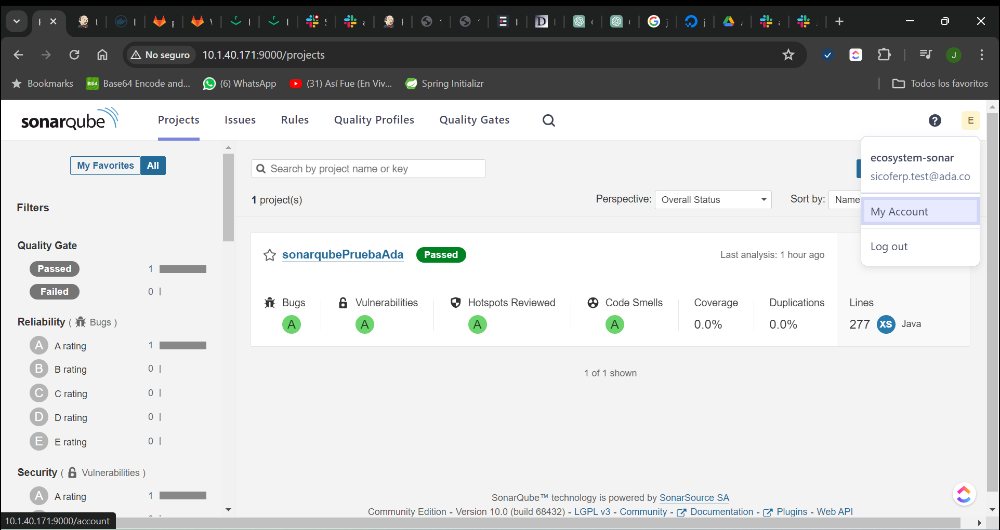 No seguro 10.1.40.171:9000/projects J
Bookmarks B64 Base64 Encode and... (6) WhatsApp (31) Así Fue (En Viv... Spring Initializr Todos los favoritos
sonarqube Projects Issues Rules Quality Profiles Quality Gates ? E
My Favorites All
Filters
Quality Gate
Passed 1
Failed 0
Reliability ( Bugs )
A A rating 1
B B rating 0
C C rating 0
D D rating 0
E E rating 0
Security ( Vulnerabilities )
A A rating 1
Search by project name or key
1 project(s) Perspective: Overall Status Sort by: Name
ecosystem-sonar
sicoferp.test@ada.co
My Account
Log out
sonarqubePruebaAda Passed Last analysis: 1 hour ago
Bugs Vulnerabilities Hotspots Reviewed Code Smells Coverage Duplications Lines
A A A A 0.0% 0.0% 277 XS Java
1 of 1 shown
SonarQube™ technology is powered by SonarSource SA
Community Edition - Version 10.0 (build 68432) - LGPL v3 - Community - Documentation - Plugins - Web API
10.1.40.171:9000/account